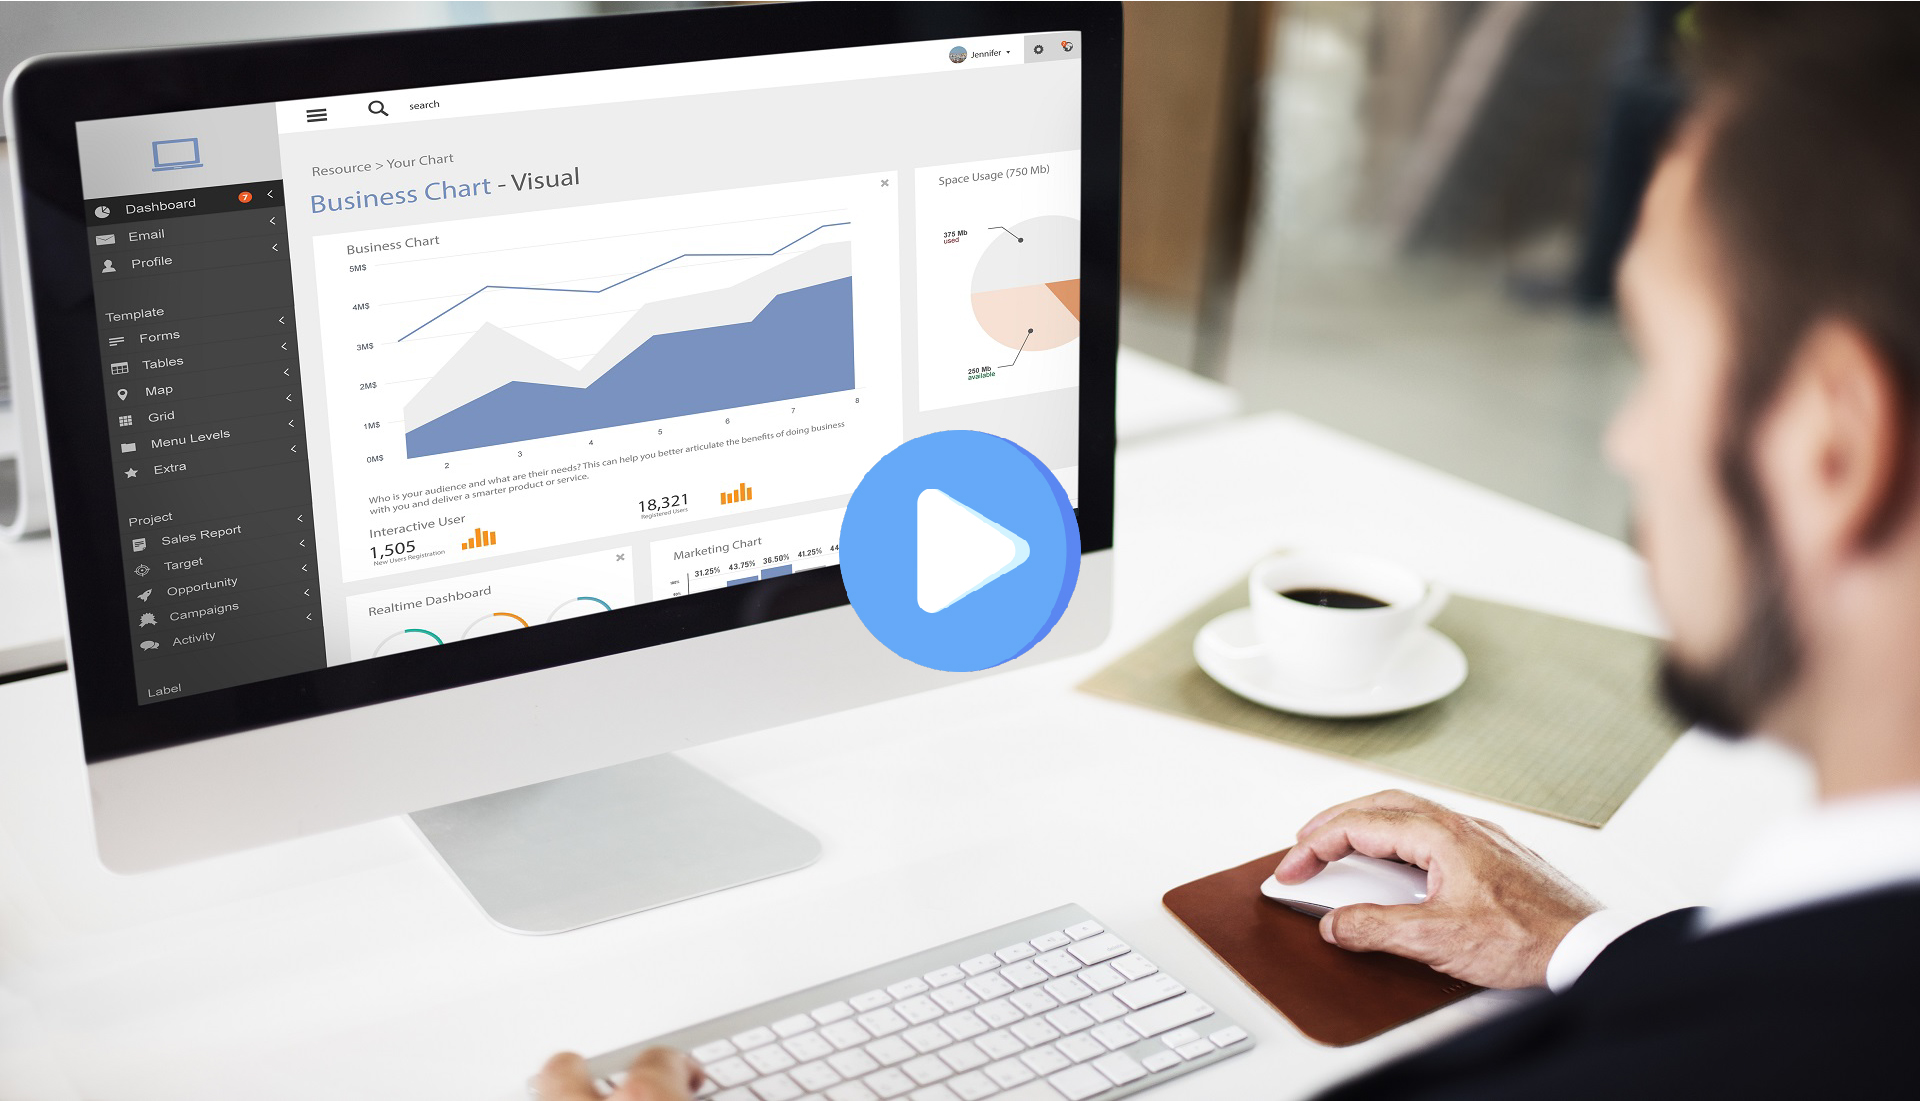 Jennifer
search
Resource > Your Chart
Business Chart - Visual
Dashboard 7
Email
Profile
Template
Forms
Tables
Map
Grid
Menu Levels
Extra
Project
Sales Report
Target
Opportunity
Campaigns
Activity
Label
Business Chart
5M$
4M$
3M$
2M$
1M$
0M$
2 3 4 5 6 7 8
Who is your audience and what are their needs? This can help you better articulate the benefits of doing business
with you and deliver a smarter product or service.
Interactive User
1,505
New Users Registration
18,321
Registered Users
Space Usage (750 Mb)
375 Mb
used
250 Mb
available
Realtime Dashboard
Marketing Chart
31.25% 43.75% 36.50% 41.25% 44